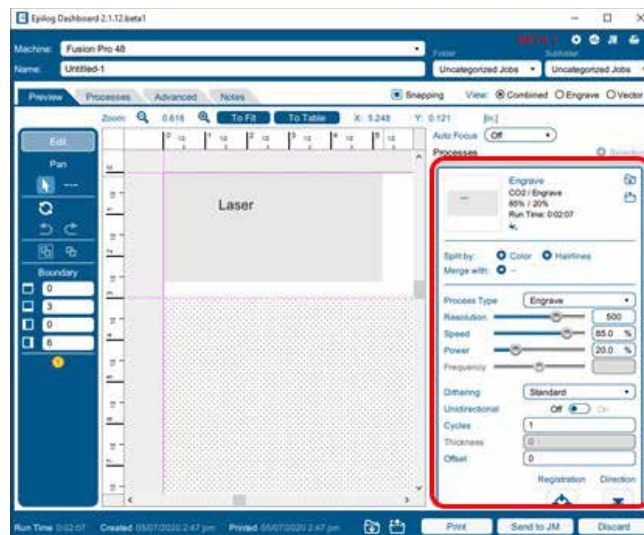 Epilog Dashboard 2.1.12.beta1
Machine: Fusion Pro 48
Folder Subfolder
Name: Untitled-1
Uncategorized Jobs Uncategorized Jobs
Preview Processes Advanced Notes
Snapping View: Combined Engrave Vector
Zoom: 0.616 To Fit To Table X: 5.248 Y: 0.121 [in.]
Edit
Auto Focus Off
Processes
Pan
Engrave
CO2 / Engrave
85% / 20%
Run Time: 0:02:07
Laser
Split by: Color Hairlines
Merge with: --
Boundary
0
3
0
6
Process Type Engrave
Resolution 500
Speed 85.0 %
Power 20.0 %
Frequency
Dithering Standard
Unidirectional Off On
Cycles 1
Thickness 0
Offset 0
Registration Direction
Run Time 0:02:07 Created 05/07/2020 2:47 pm Printed 05/07/2020 2:47 pm
Print Send to JM Discard